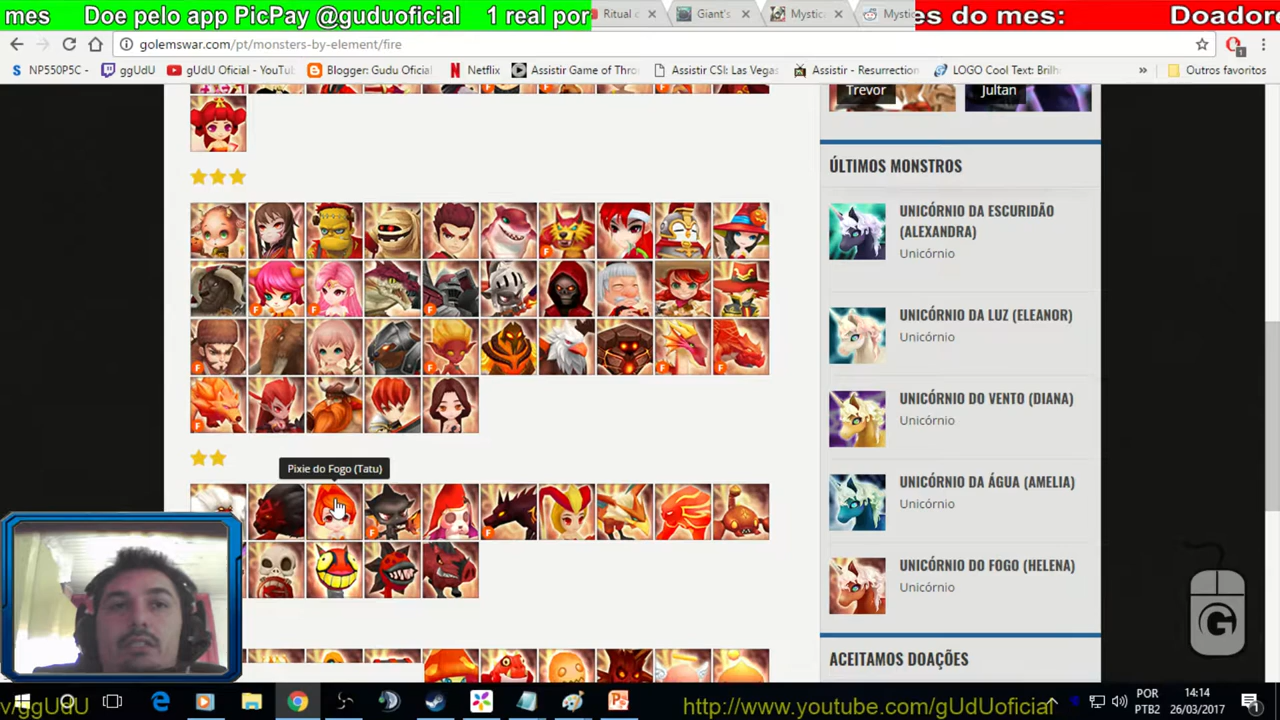 mes Doe pelo app PicPay @guduoficial 1 real por
es do mes: Doadore
Ritual c
Giant's
Mystic
Mysti
golemswar.com/pt/monsters-by-element/fire
NP550P5C - ggUdU gUdU Oficial - YouTu Blogger: Gudu Oficial Netflix Assistir Game of Thro Assistir CSI: Las Vegas Assistir - Resurrection LOGO Cool Text: Brilh » Outros favoritos
Trevor Jultan
ÚLTIMOS MONSTROS
UNICÓRNIO DA ESCURIDÃO
(ALEXANDRA)
Unicórnio
UNICÓRNIO DA LUZ (ELEANOR)
Unicórnio
UNICÓRNIO DO VENTO (DIANA)
Unicórnio
UNICÓRNIO DA ÁGUA (AMELIA)
Unicórnio
UNICÓRNIO DO FOGO (HELENA)
Unicórnio
ACEITAMOS DOAÇÕES
Pixie do Fogo (Tatu)
v/ggUdU
http://www.youtube.com/gUdUoficial
POR
PTB2
14:14
26/03/2017